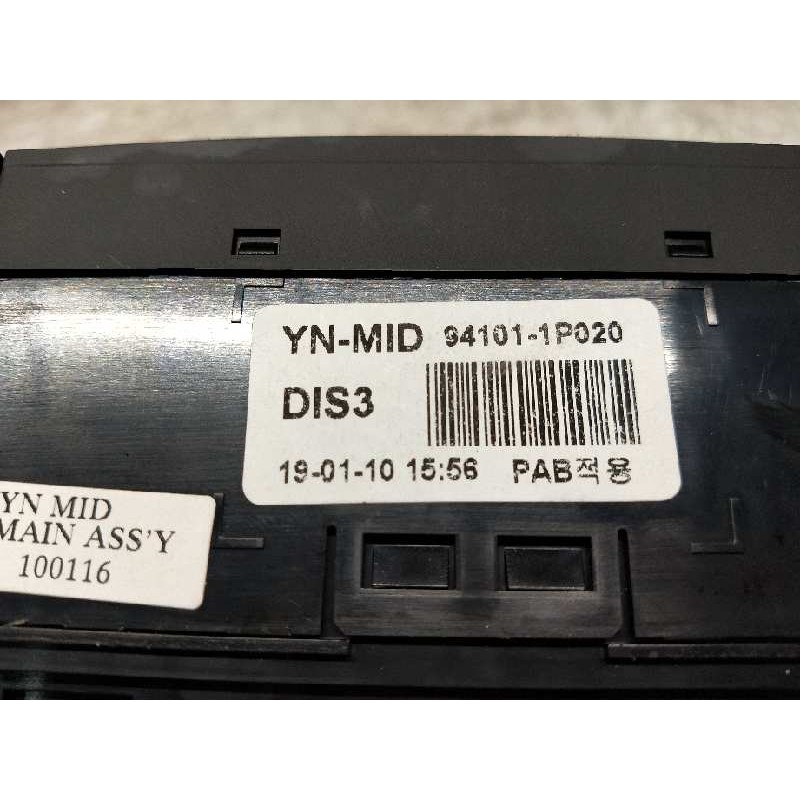 YN-MID 94101-1P020
DIS3
19-01-10 15:56 PAB적용
YN MID
MAIN ASS'Y
100116